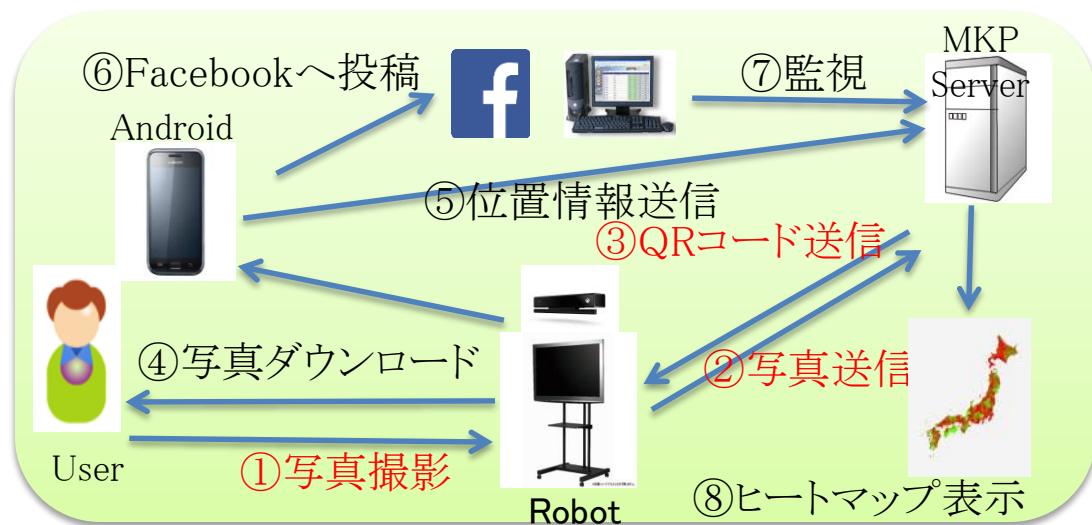 ⑥Facebookへ投稿
⑦監視
MKP
Server
Android
⑤位置情報送信
③QRコード送信
④写真ダウンロード
②写真送信
User
①写真撮影
Robot
⑧ヒートマップ表示